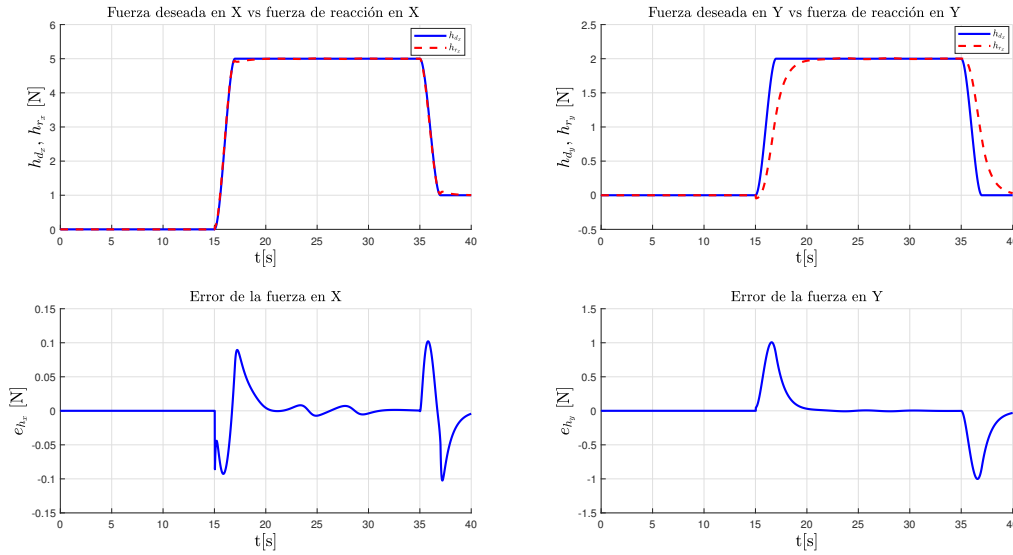 Fuerza deseada en X vs fuerza de reacción en X
h_{d_x}, h_{r_x} [N]
6
5
4
3
2
1
0
h_{d_x}
h_{r_x}
0 5 10 15 20 25 30 35 40
t[s]
Fuerza deseada en Y vs fuerza de reacción en Y
h_{d_y}, h_{r_y} [N]
2.5
2
1.5
1
0.5
0
-0.5
h_{d_y}
h_{r_y}
0 5 10 15 20 25 30 35 40
t[s]
Error de la fuerza en X
e_{h_x} [N]
0.15
0.1
0.05
0
-0.05
-0.1
-0.15
0 5 10 15 20 25 30 35 40
t[s]
Error de la fuerza en Y
e_{h_y} [N]
1.5
1
0.5
0
-0.5
-1
-1.5
0 5 10 15 20 25 30 35 40
t[s]